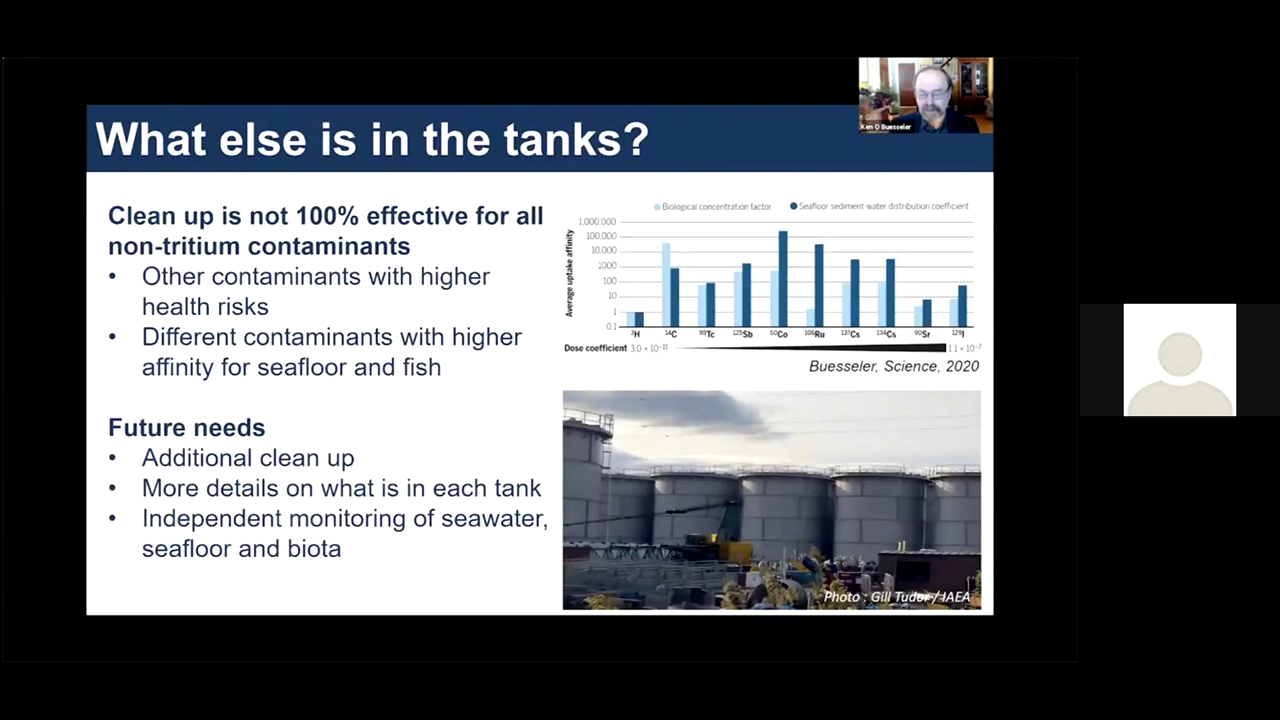 Ken O Buesseler
What else is in the tanks?
Clean up is not 100% effective for all
non-tritium contaminants
• Other contaminants with higher
health risks
• Different contaminants with higher
affinity for seafloor and fish
Future needs
• Additional clean up
• More details on what is in each tank
• Independent monitoring of seawater,
seafloor and biota
Biological concentration factor
Seafloor sediment-water distribution coefficient
Average uptake affinity
1,000,000
100,000
10,000
1000
100
10
1
0.1
³H ¹⁴C ⁹⁹Tc ¹²⁵Sb ⁶⁰Co ¹⁰⁶Ru ¹³⁷Cs ¹³⁴Cs ⁹⁰Sr ¹²⁹I
Dose coefficient 3.0 × 10⁻¹¹ 1.1 × 10⁻⁷
Buesseler, Science, 2020
Photo : Gill Tudor / IAEA